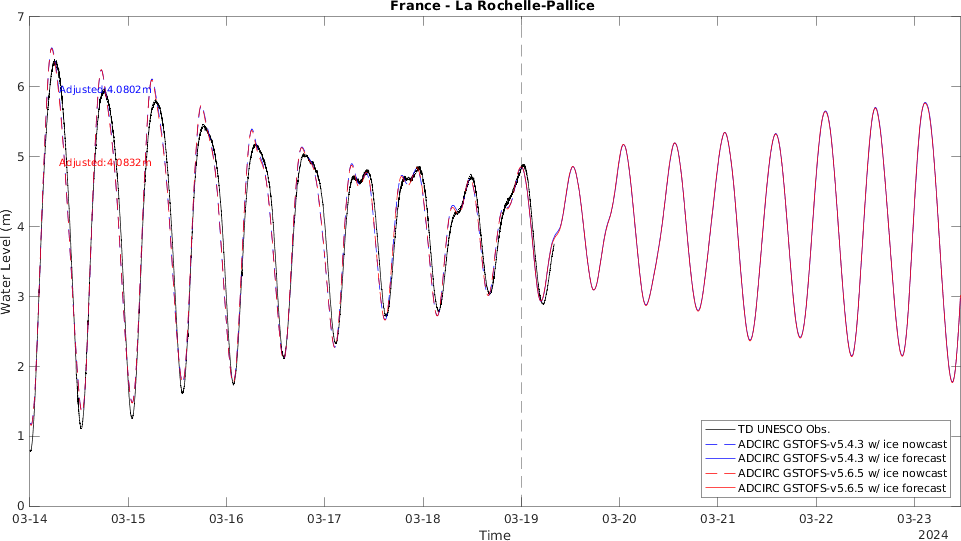 France - La Rochelle-Pallice
7
6
5
4
3
2
1
0
Water Level (m)
Adjusted:4.0802m
Adjusted:4.0832m
TD UNESCO Obs.
ADCIRC GSTOFS-v5.4.3 w/ ice nowcast
ADCIRC GSTOFS-v5.4.3 w/ ice forecast
ADCIRC GSTOFS-v5.6.5 w/ ice nowcast
ADCIRC GSTOFS-v5.6.5 w/ ice forecast
03-14 03-15 03-16 03-17 03-18 03-19 03-20 03-21 03-22 03-23
Time
2024